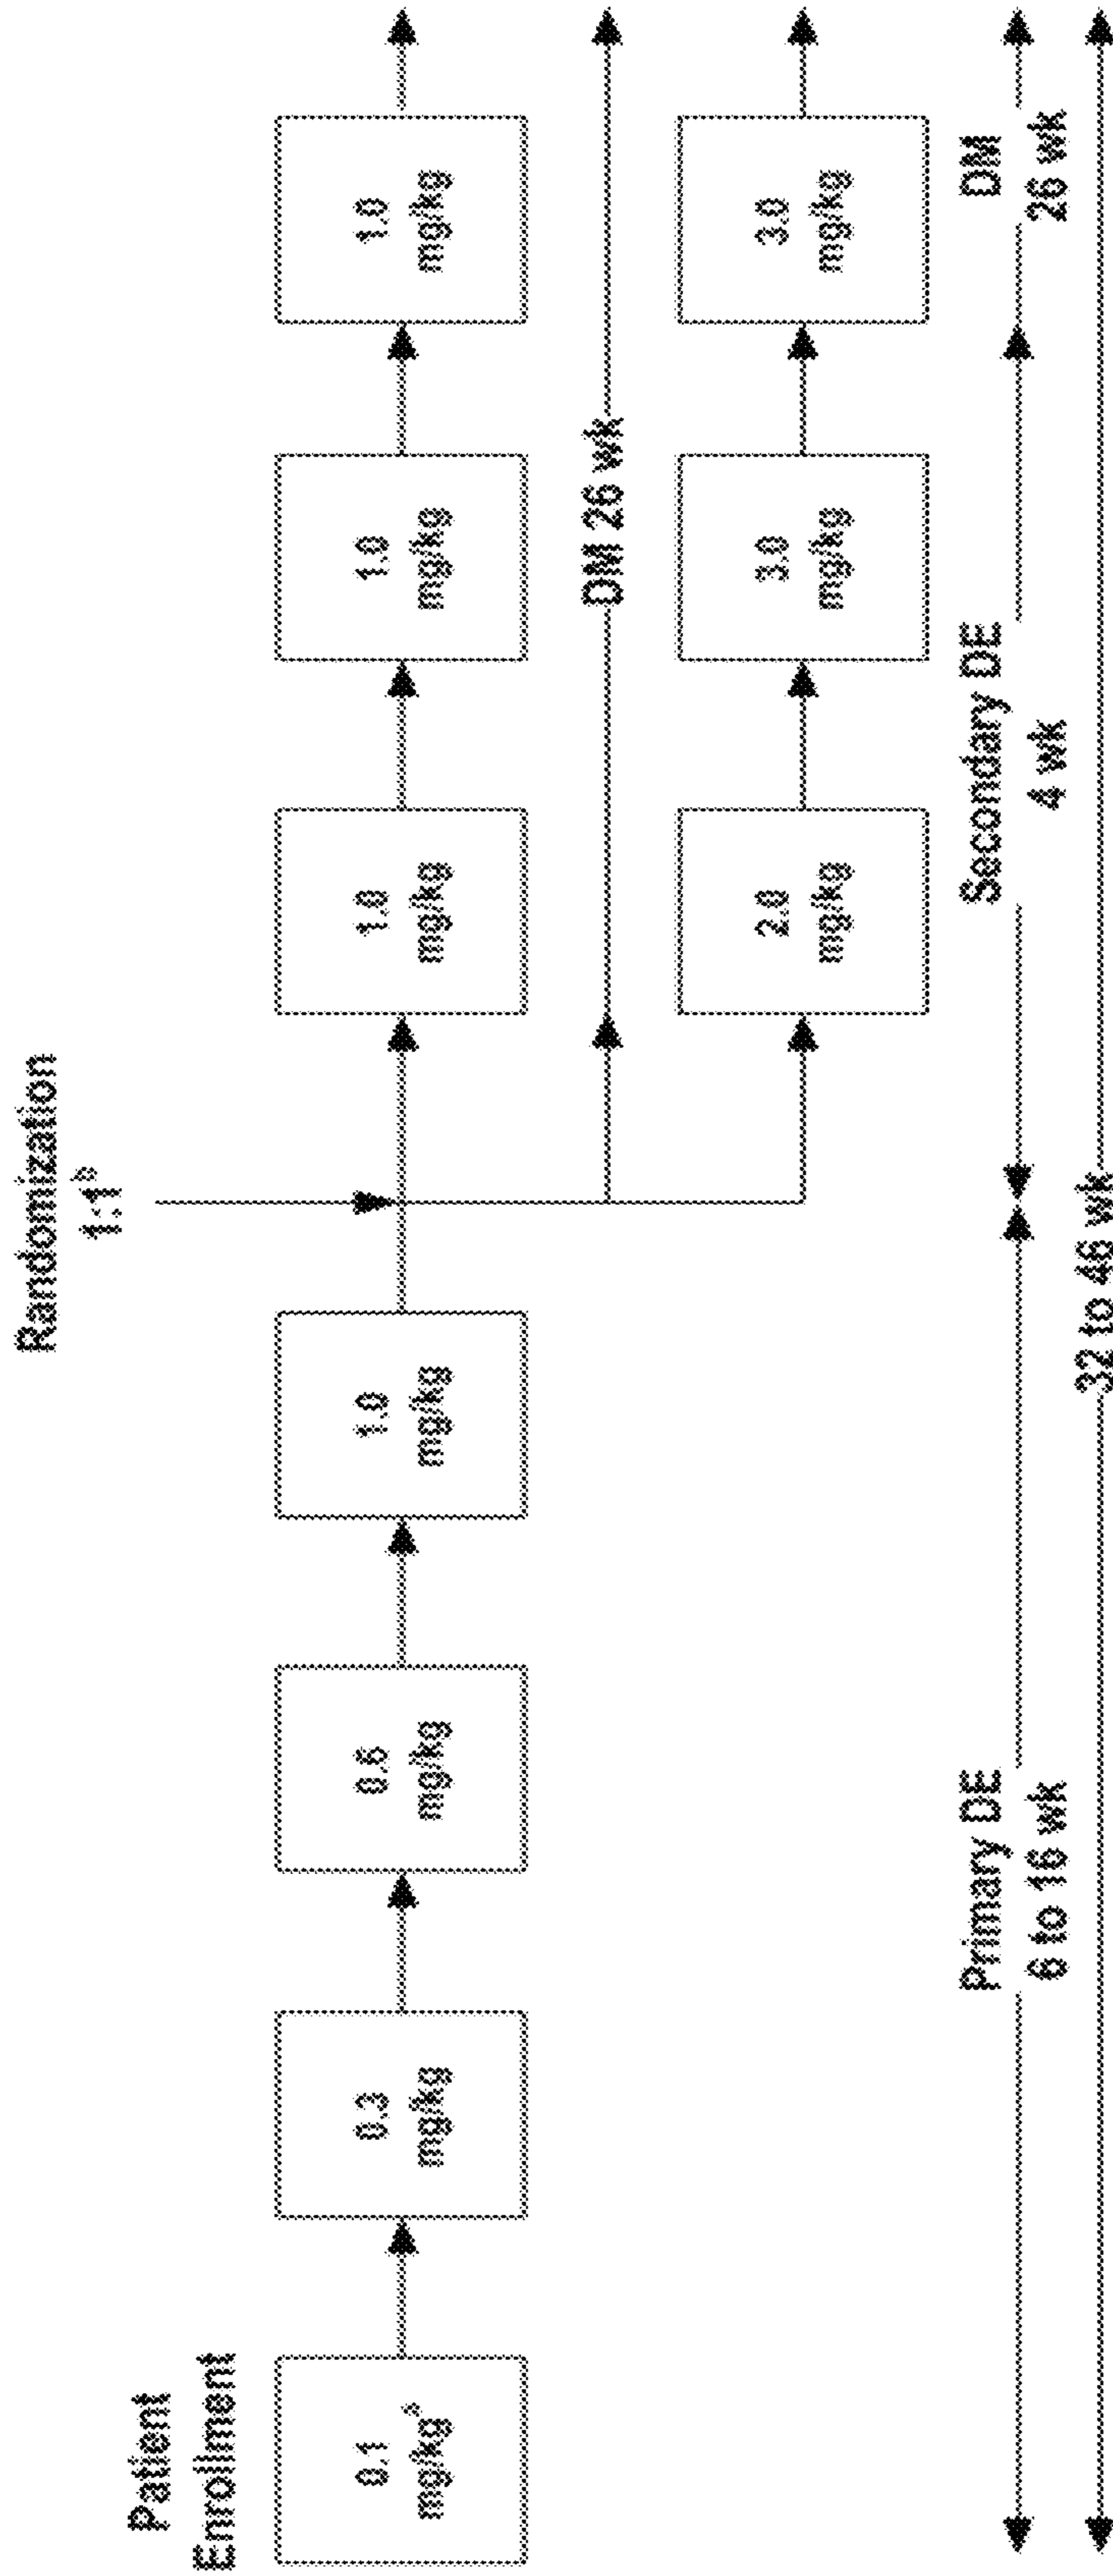 Randomization
1:1ᵇ
Patient
Enrollment
0.1
mg/kgᵃ
0.3
mg/kg
0.6
mg/kg
1.0
mg/kg
1.0
mg/kg
1.0
mg/kg
1.0
mg/kg
DM 26 wk
2.0
mg/kg
3.0
mg/kg
3.0
mg/kg
Primary DE
6 to 16 wk
Secondary DE
4 wk
DM
26 wk
32 to 46 wk